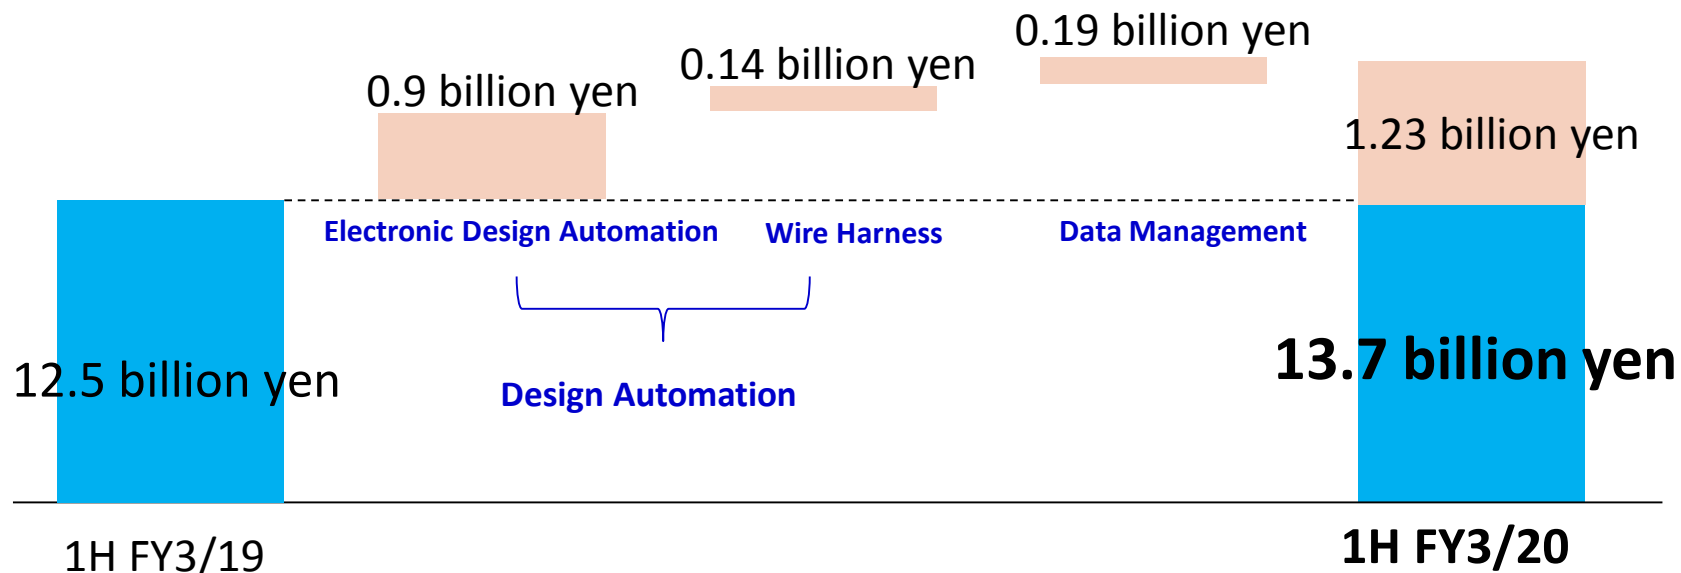 0.9 billion yen
0.14 billion yen
0.19 billion yen
1.23 billion yen
Electronic Design Automation
Wire Harness
Data Management
12.5 billion yen
Design Automation
13.7 billion yen
1H FY3/19
1H FY3/20